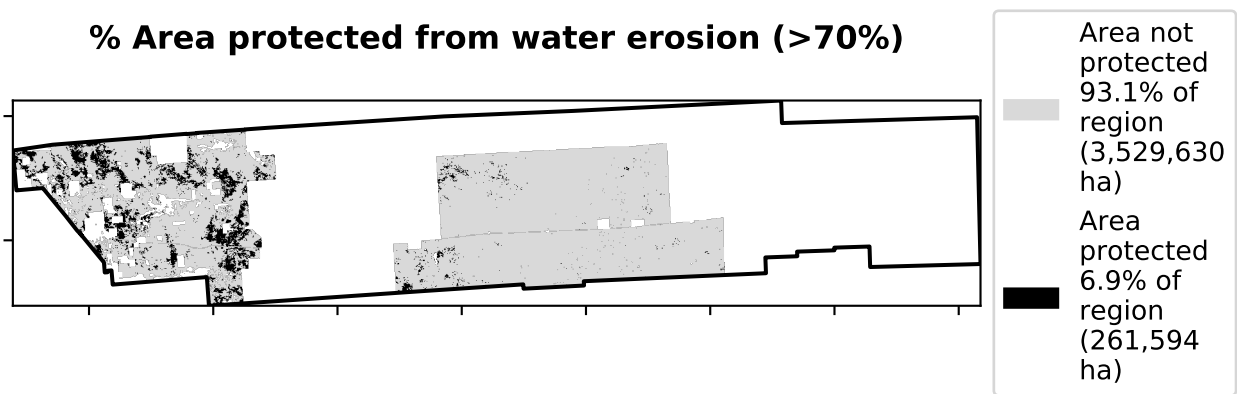 % Area protected from water erosion (>70%)
Area not
protected
93.1% of
region
(3,529,630
ha)
Area
protected
6.9% of
region
(261,594
ha)